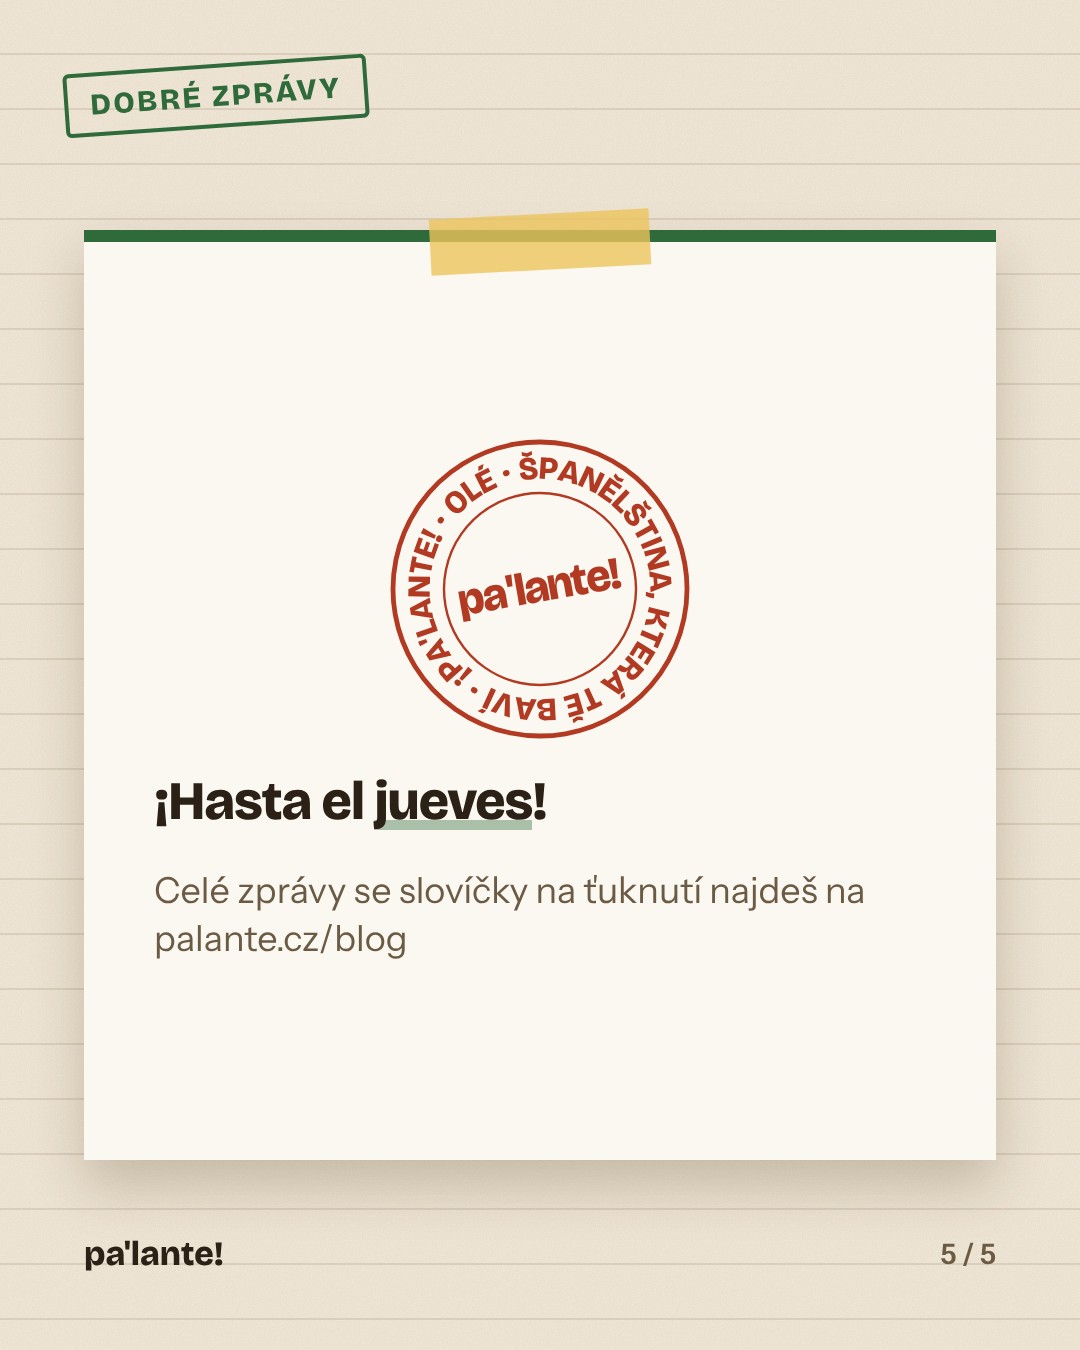 DOBRÉ ZPRÁVY
¡PA'LANTE! · OLÉ · ŠPANĚLŠTINA, KTERÁ TĚ BAVÍ ·
pa'lante!
¡Hasta el jueves!
Celé zprávy se slovíčky na ťuknutí najdeš na
palante.cz/blog
pa'lante!
5 / 5